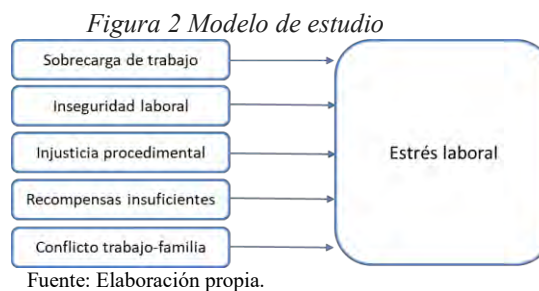 Figura 2 Modelo de estudio
Sobrecarga de trabajo
Inseguridad laboral
Injusticia procedimental
Recompensas insuficientes
Conflicto trabajo-familia
Estrés laboral
Fuente: Elaboración propia.